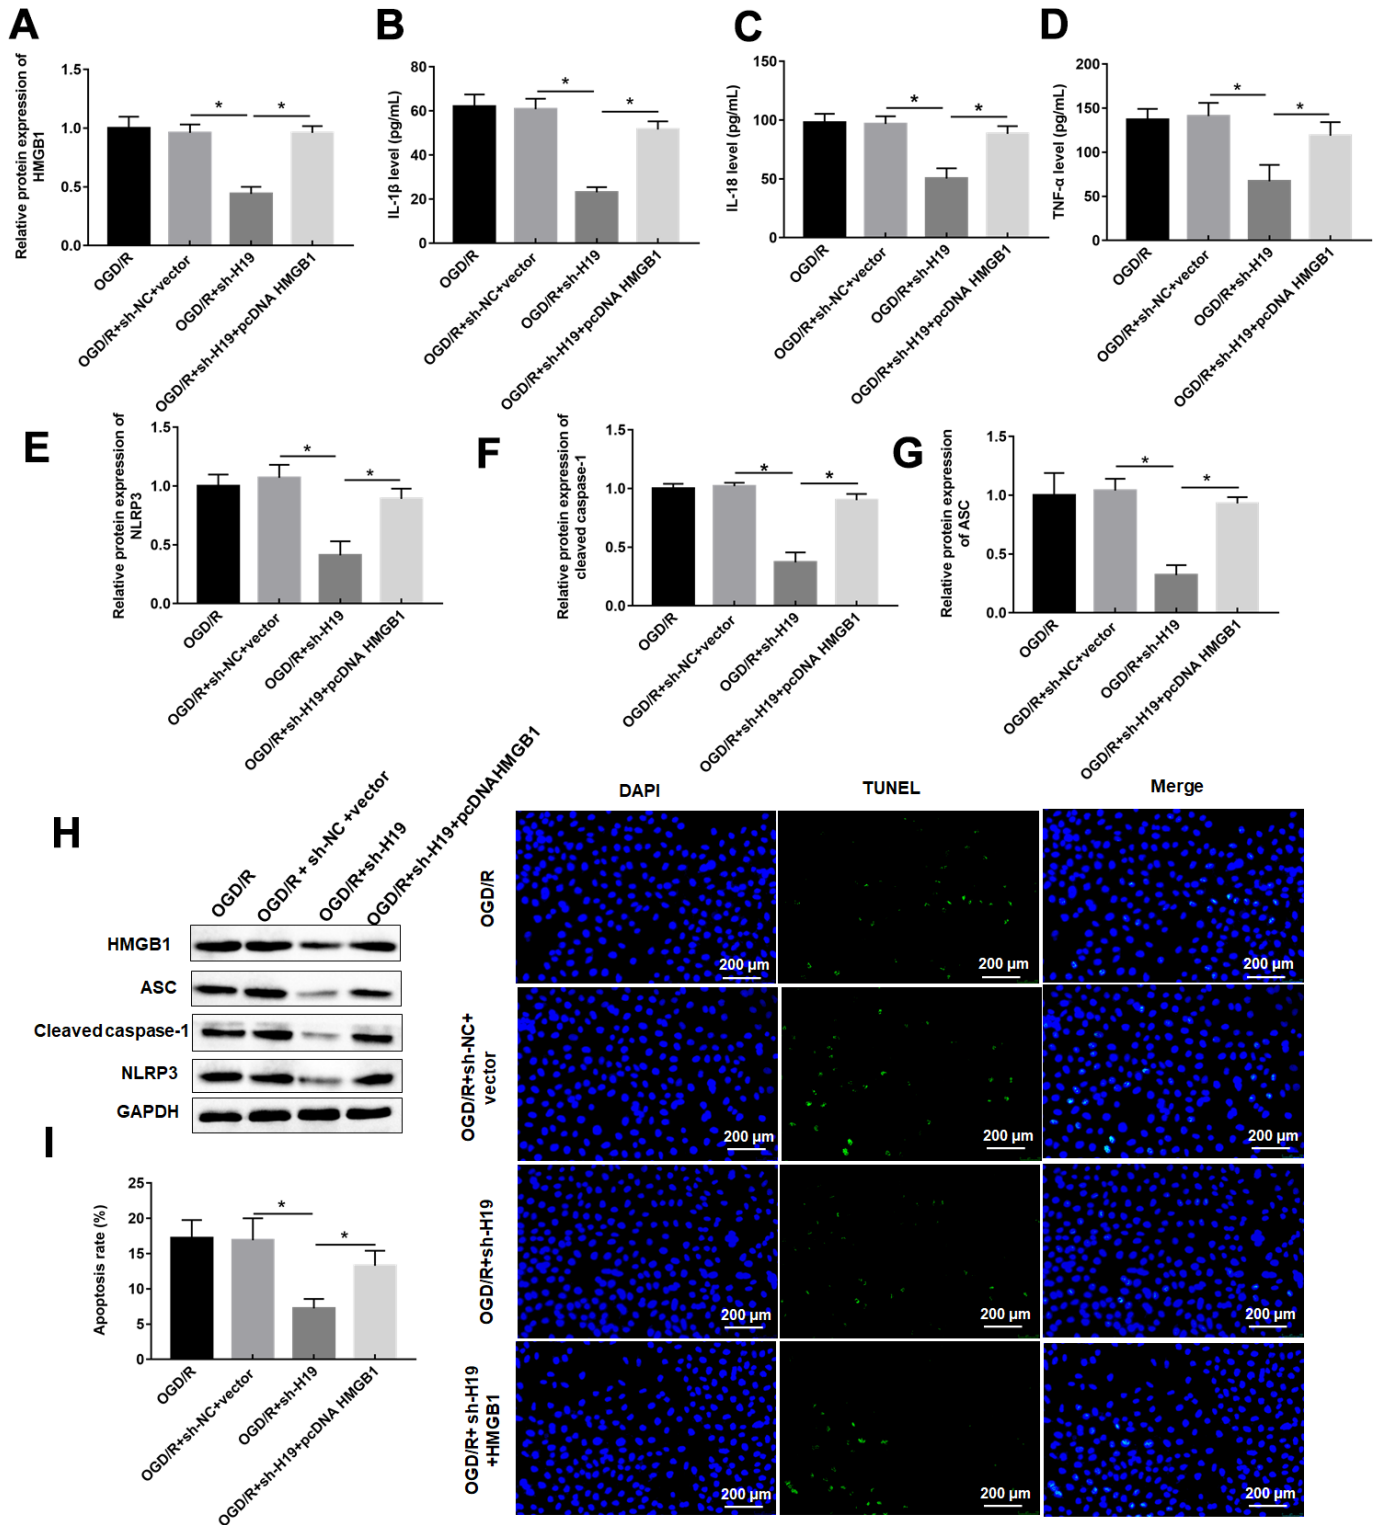 A
Relative protein expression of
HMGB1
1.5
1.0
0.5
0.0
*
*
OGD/R
OGD/R+sh-NC+vector
OGD/R+sh-H19
OGD/R+sh-H19+pcDNA HMGB1
B
IL-1β level (pg/mL)
80
60
40
20
0
*
*
OGD/R
OGD/R+sh-NC+vector
OGD/R+sh-H19
OGD/R+sh-H19+pcDNA HMGB1
C
IL-18 level (pg/mL)
150
100
50
0
*
*
OGD/R
OGD/R+sh-NC+vector
OGD/R+sh-H19
OGD/R+sh-H19+pcDNA HMGB1
D
TNF-α level (pg/mL)
200
150
100
50
0
*
*
OGD/R
OGD/R+sh-NC+vector
OGD/R+sh-H19
OGD/R+sh-H19+pcDNA HMGB1
E
Relative protein expression of
NLRP3
1.5
1.0
0.5
0.0
*
*
OGD/R
OGD/R+sh-NC+vector
OGD/R+sh-H19
OGD/R+sh-H19+pcDNA HMGB1
F
Relative protein expression of
cleaved caspase-1
1.5
1.0
0.5
0.0
*
*
OGD/R
OGD/R+sh-NC+vector
OGD/R+sh-H19
OGD/R+sh-H19+pcDNA HMGB1
G
Relative protein expression
of ASC
1.5
1.0
0.5
0.0
*
*
OGD/R
OGD/R+sh-NC+vector
OGD/R+sh-H19
OGD/R+sh-H19+pcDNA HMGB1
H
OGD/R
OGD/R + sh-NC +vector
OGD/R+sh-H19
OGD/R+sh-H19+pcDNAHMGB1
HMGB1
ASC
Cleaved caspase-1
NLRP3
GAPDH
I
Apoptosis rate (%)
25
20
15
10
5
0
*
*
OGD/R
OGD/R+sh-NC+vector
OGD/R+sh-H19
OGD/R+sh-H19+pcDNA HMGB1
DAPI
TUNEL
Merge
OGD/R
200 μm
200 μm
200 μm
OGD/R+sh-NC+
vector
200 μm
200 μm
200 μm
OGD/R+sh-H19
200 μm
200 μm
200 μm
OGD/R+ sh-H19
+HMGB1
200 μm
200 μm
200 μm